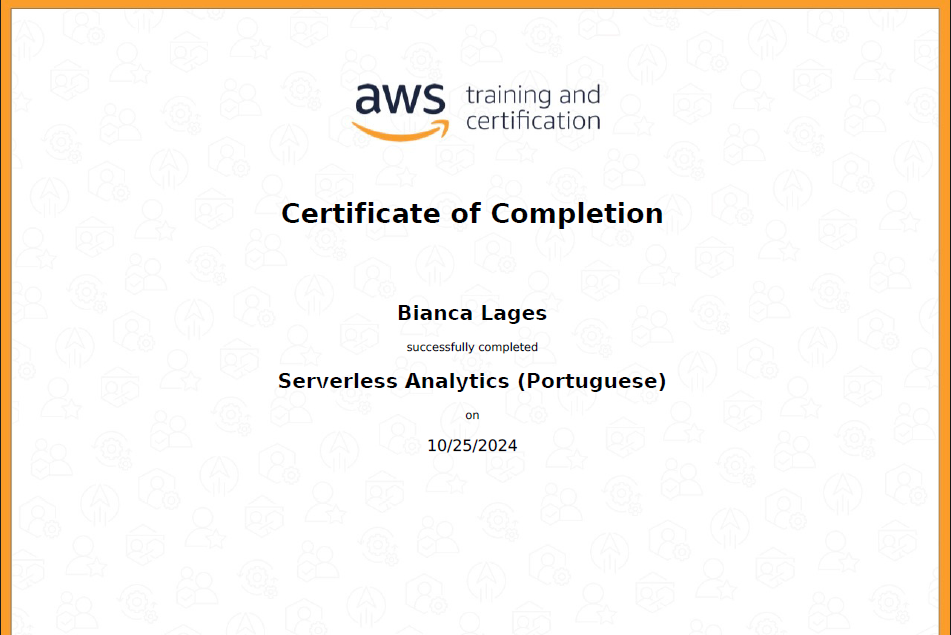 aws training and
certification
Certificate of Completion
Bianca Lages
successfully completed
Serverless Analytics (Portuguese)
on
10/25/2024